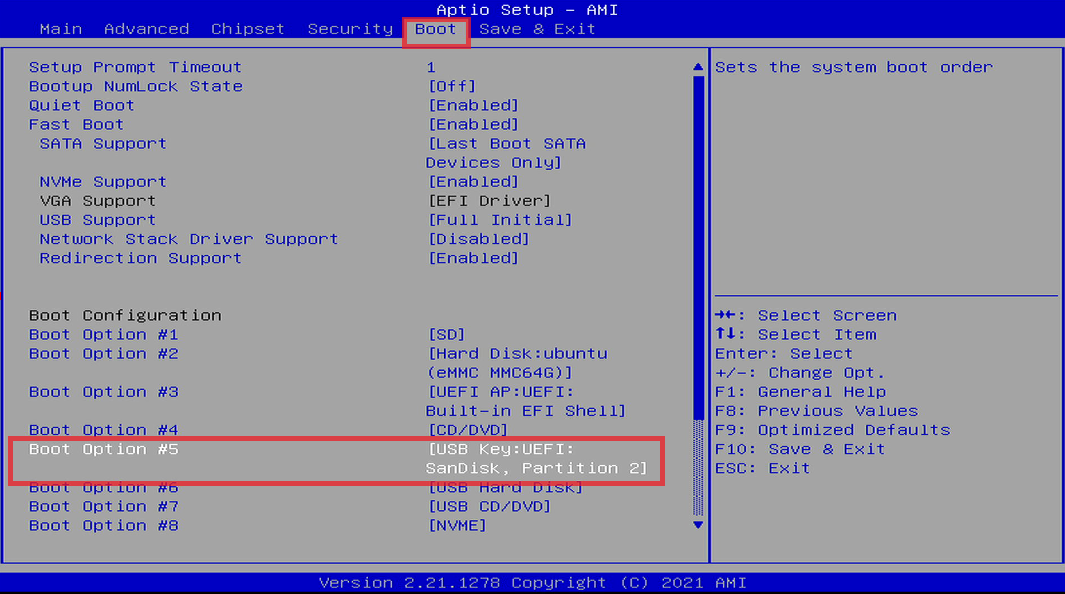 Aptio Setup – AMI
Main Advanced Chipset Security Boot Save & Exit
Setup Prompt Timeout 1
Bootup NumLock State [Off]
Quiet Boot [Enabled]
Fast Boot [Enabled]
SATA Support [Last Boot SATA
Devices Only]
NVMe Support [Enabled]
VGA Support [EFI Driver]
USB Support [Full Initial]
Network Stack Driver Support [Disabled]
Redirection Support [Enabled]
Boot Configuration
Boot Option #1 [SD]
Boot Option #2 [Hard Disk:ubuntu
(eMMC MMC64G)]
Boot Option #3 [UEFI AP:UEFI:
Built-in EFI Shell]
Boot Option #4 [CD/DVD]
Boot Option #5 [USB Key:UEFI:
SanDisk, Partition 2]
Boot Option #6 [USB Hard Disk]
Boot Option #7 [USB CD/DVD]
Boot Option #8 [NVME]
Sets the system boot order
→←: Select Screen
↑↓: Select Item
Enter: Select
+/-: Change Opt.
F1: General Help
F8: Previous Values
F9: Optimized Defaults
F10: Save & Exit
ESC: Exit
Version 2.21.1278 Copyright (C) 2021 AMI